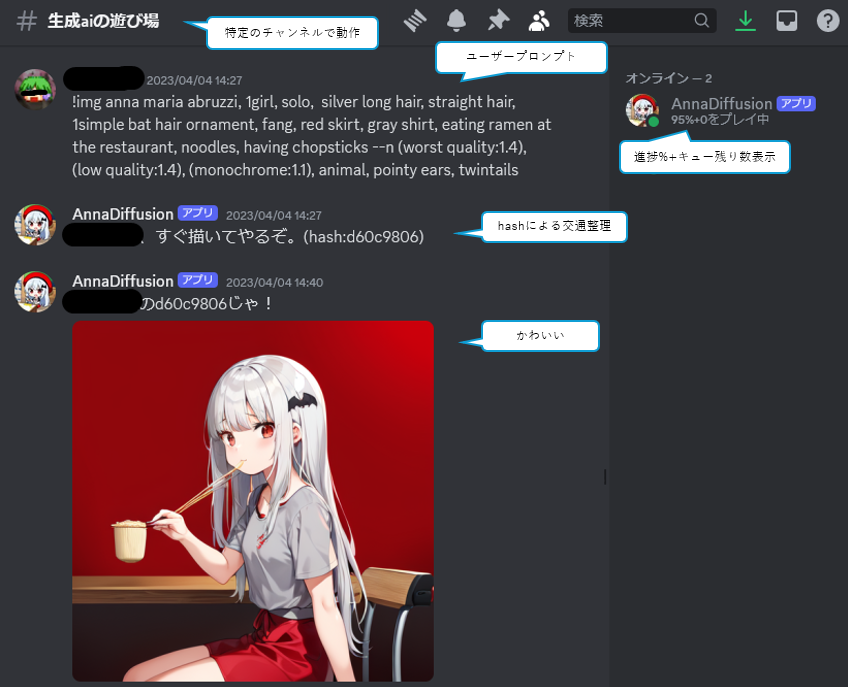 # 生成aiの遊び場
特定のチャンネルで動作
検索
ユーザープロンプト
2023/04/04 14:27
!img anna maria abruzzi, 1girl, solo,  silver long hair, straight hair,
1simple bat hair ornament, fang, red skirt, gray shirt, eating ramen at
the restaurant, noodles, having chopsticks --n (worst quality:1.4),
(low quality:1.4), (monochrome:1.1), animal, pointy ears, twintails
オンライン — 2
AnnaDiffusion アプリ
95%+0をプレイ中
進捗%+キュー残り数表示
AnnaDiffusion アプリ 2023/04/04 14:27
、すぐ描いてやるぞ。(hash:d60c9806)
hashによる交通整理
AnnaDiffusion アプリ 2023/04/04 14:40
のd60c9806じゃ！
かわいい